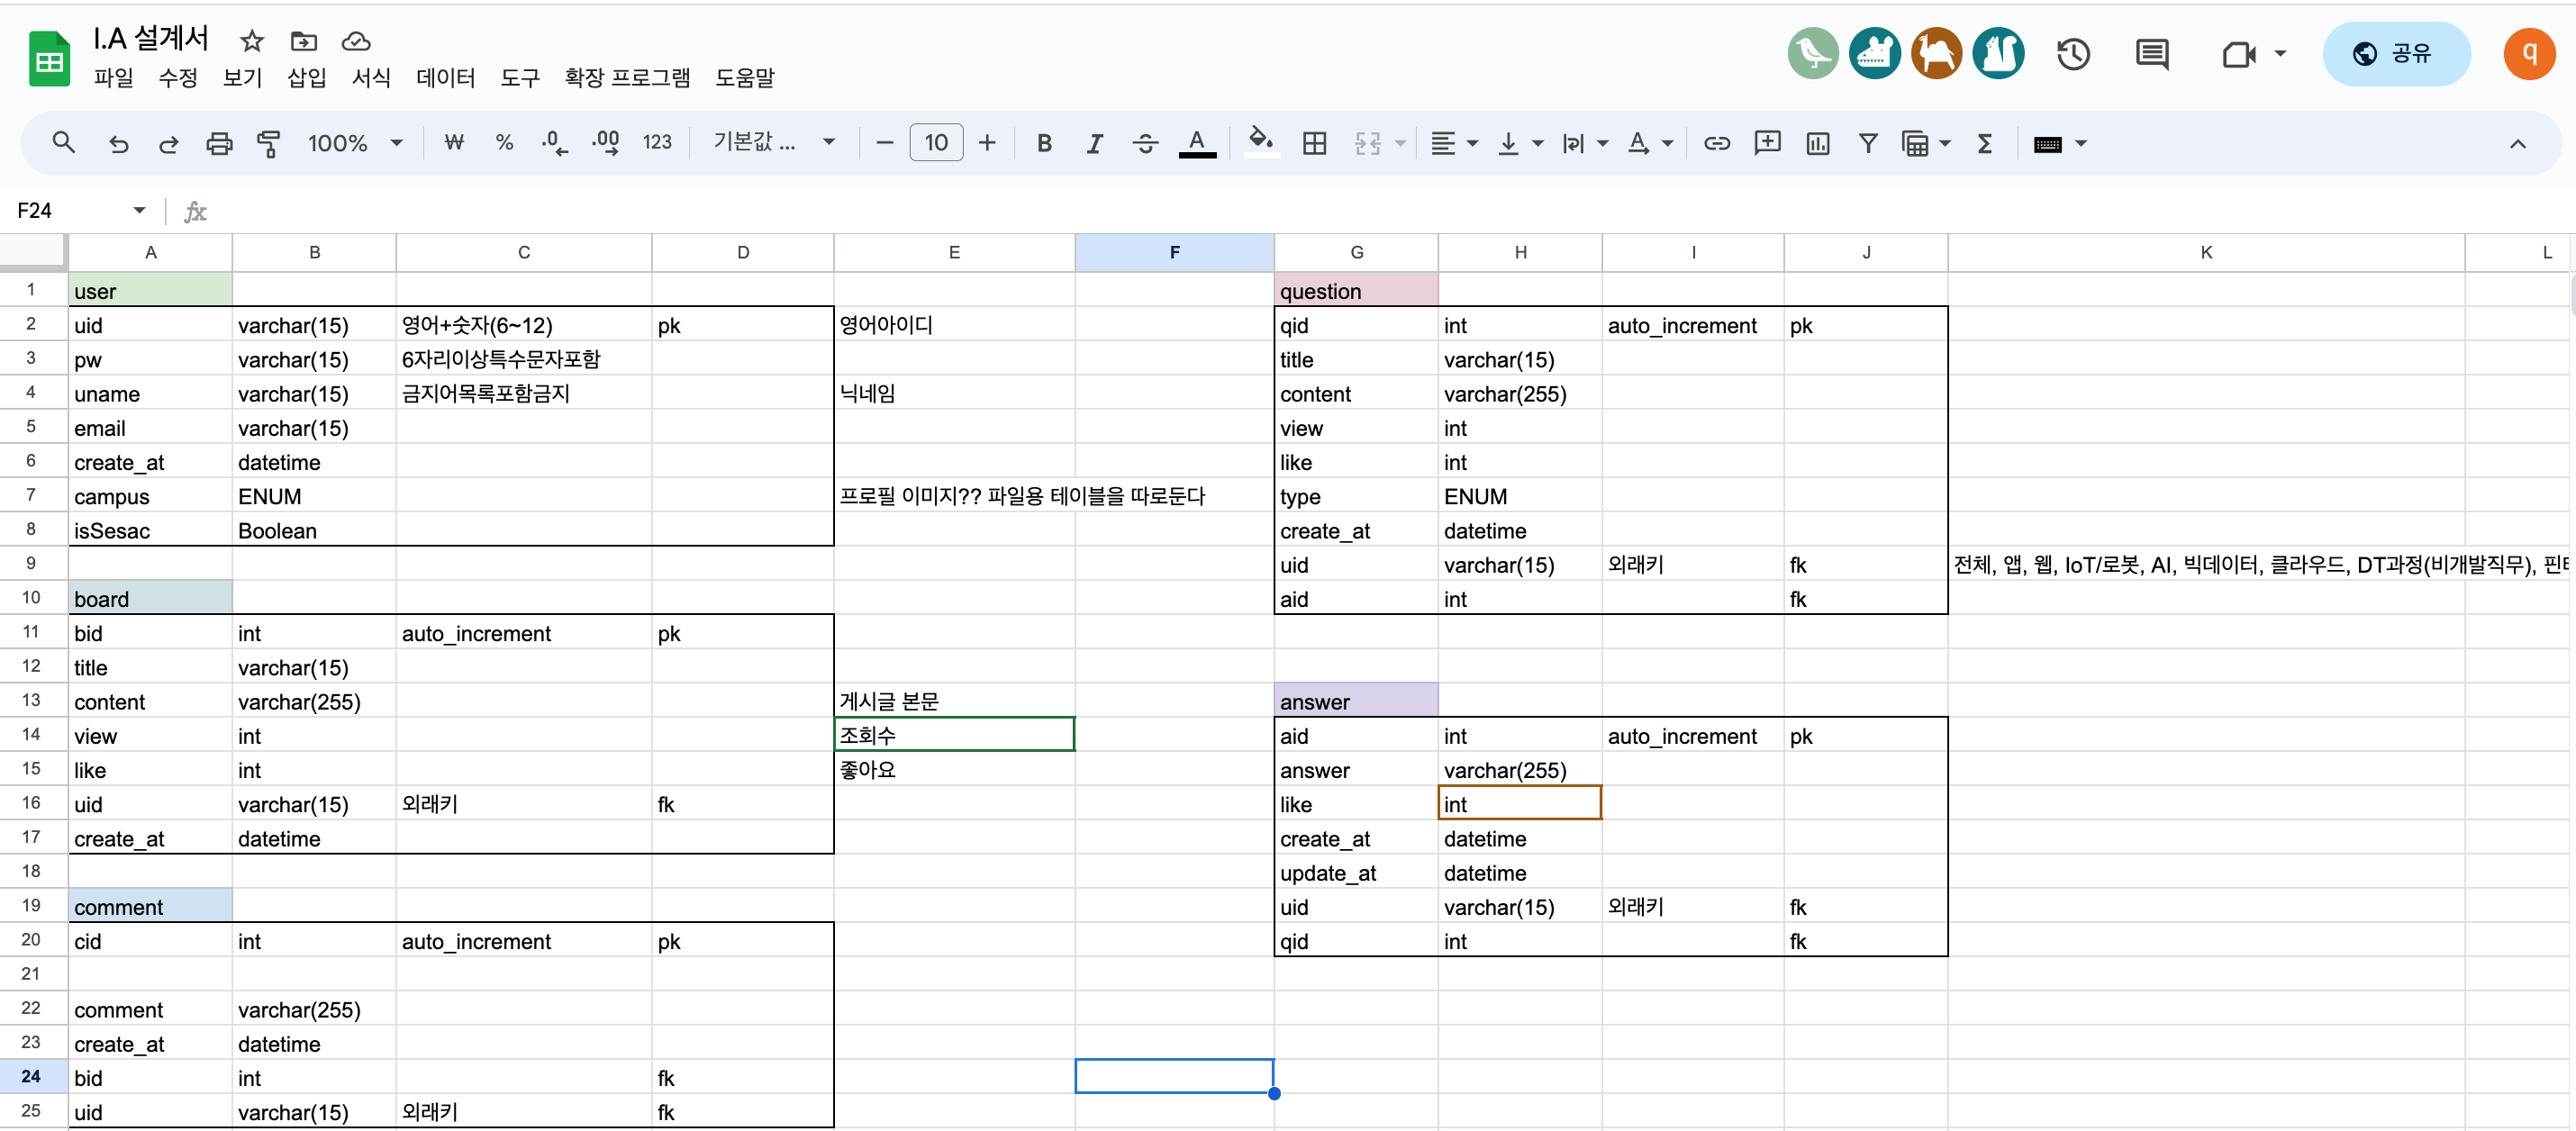 I.A 설계서
파일 수정 보기 삽입 서식 데이터 도구 확장 프로그램 도움말
공유
q
100% ₩ % .0 .00 123 기본값 ... 10 B I A
F24 fx
A B C D E F G H I J K L
1 user question
2 uid varchar(15) 영어+숫자(6~12) pk 영어아이디 qid int auto_increment pk
3 pw varchar(15) 6자리이상특수문자포함 title varchar(15)
4 uname varchar(15) 금지어목록포함금지 닉네임 content varchar(255)
5 email varchar(15) view int
6 create_at datetime like int
7 campus ENUM 프로필 이미지?? 파일용 테이블을 따로둔다 type ENUM
8 isSesac Boolean create_at datetime
9 uid varchar(15) 외래키 fk 전체, 앱, 웹, IoT/로봇, AI, 빅데이터, 클라우드, DT과정(비개발직무),
10 board aid int fk
11 bid int auto_increment pk
12 title varchar(15)
13 content varchar(255) 게시글 본문 answer
14 view int 조회수 aid int auto_increment pk
15 like int 좋아요 answer varchar(255)
16 uid varchar(15) 외래키 fk like int
17 create_at datetime create_at datetime
18 update_at datetime
19 comment uid varchar(15) 외래키 fk
20 cid int auto_increment pk qid int fk
21
22 comment varchar(255)
23 create_at datetime
24 bid int fk
25 uid varchar(15) 외래키 fk